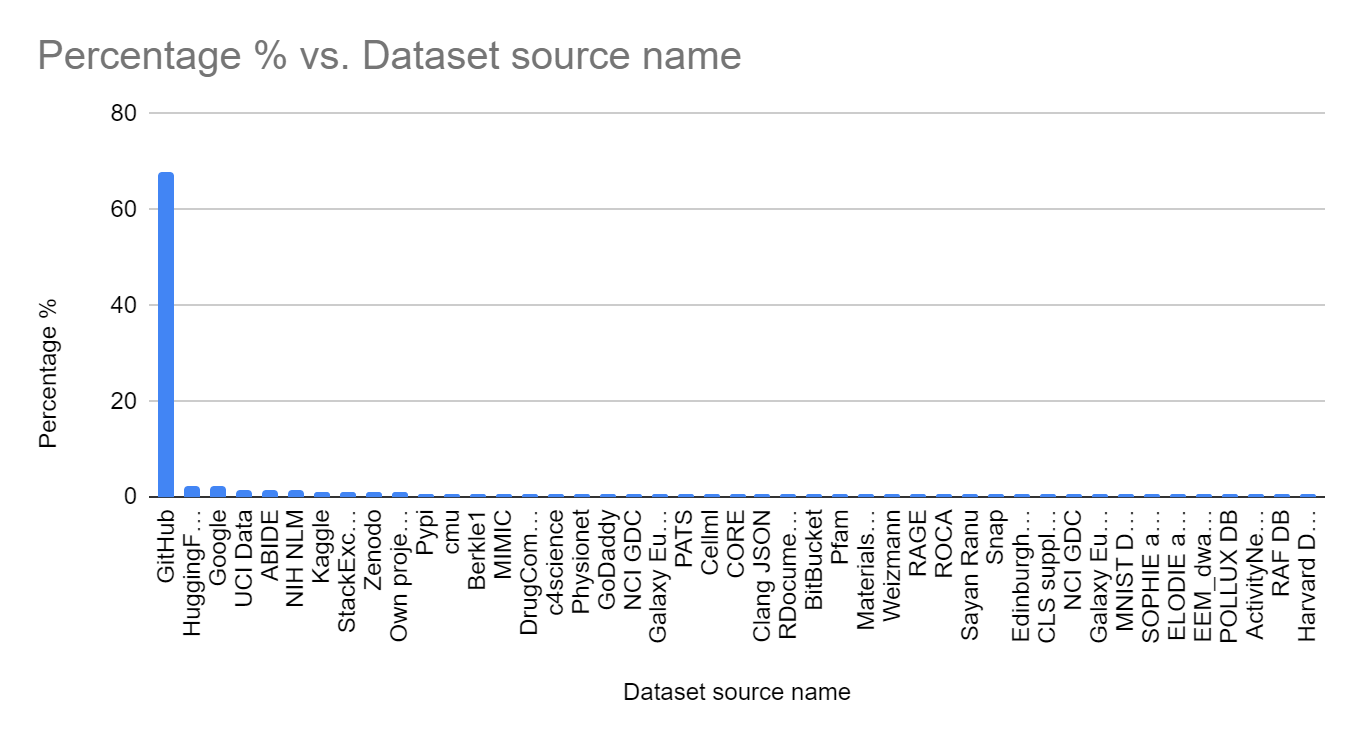 Percentage % vs. Dataset source name
Percentage %
80
60
40
20
0
GitHub
HuggingF…
Google
UCI Data
ABIDE
NIH NLM
Kaggle
StackExc…
Zenodo
Own proje…
Pypi
cmu
Berkle1
MIMIC
DrugCom…
c4science
Physionet
GoDaddy
NCI GDC
Galaxy Eu…
PATS
Cellml
CORE
Clang JSON
RDocume…
BitBucket
Pfam
Materials…
Weizmann
RAGE
ROCA
Sayan Ranu
Snap
Edinburgh…
CLS suppl…
NCI GDC
Galaxy Eu…
MNIST D…
SOPHIE a…
ELODIE a…
EEM_dwa…
POLLUX DB
ActivityNe…
RAF DB
Harvard D…
Dataset source name